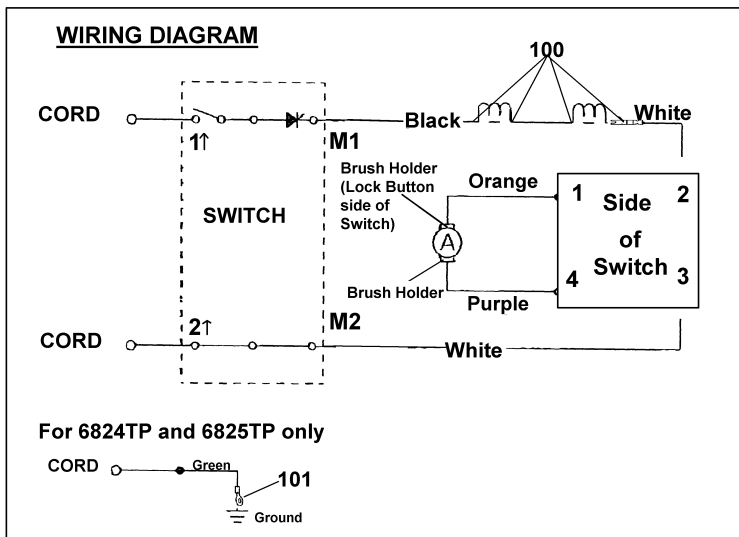 WIRING DIAGRAM
100
CORD
1↑
M1
Black
White
Brush Holder
(Lock Button
side of
Switch)
Orange
SWITCH
A
1
Side
2
of
Switch
4
3
Brush Holder
Purple
2↑
M2
CORD
White
For 6824TP and 6825TP only
CORD
Green
101
Ground